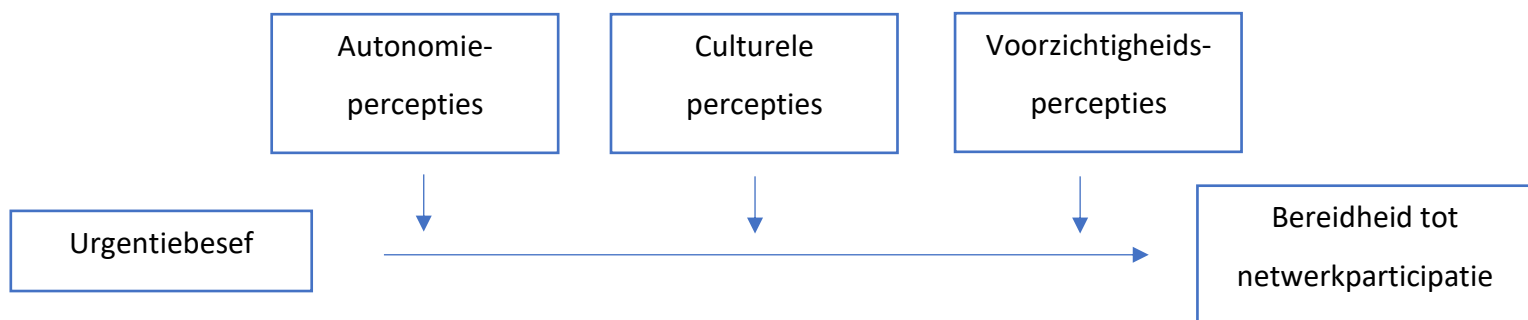 Autonomie-
percepties
Culturele
percepties
Voorzichtigheids-
percepties
Urgentiebesef
Bereidheid tot
netwerkparticipatie